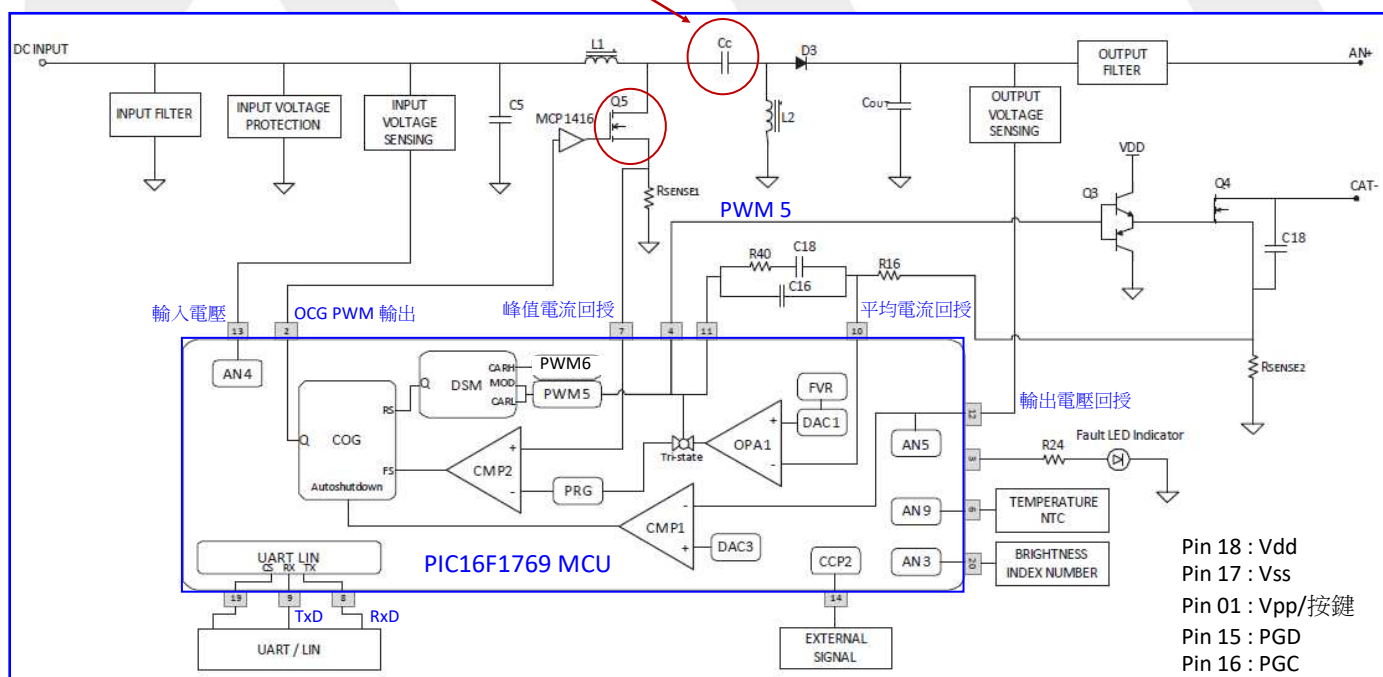 DC INPUT
L1
Cc
D3
OUTPUT
FILTER
AN+
INPUT FILTER
INPUT VOLTAGE
PROTECTION
INPUT
VOLTAGE
SENSING
C5
MCP1416
Q5
L2
COUT
OUTPUT
VOLTAGE
SENSING
RSENSE1
VDD
Q3
Q4
CAT-
PWM 5
C18
R40
C18
C16
R16
RSENSE2
輸入電壓
OCG PWM 輸出
峰值電流回授
平均電流回授
13
2
7
4
11
10
AN4
Q
DSM
CARH
MOD
CARL
PWM6
PWM5
FVR
DAC1
+
-
OPA1
Tri-state
輸出電壓回授
12
AN5
RS
Q
COG
FS
Autoshutdown
+
-
CMP2
PRG
-
+
CMP1
DAC3
3
R24
Fault LED Indicator
AN9
6
TEMPERATURE
NTC
AN3
20
BRIGHTNESS
INDEX NUMBER
UART LIN
CS RX TX
PIC16F1769 MCU
CCP2
19
9
8
14
TxD
RxD
UART / LIN
EXTERNAL
SIGNAL
Pin 18 : Vdd
Pin 17 : Vss
Pin 01 : Vpp/按鍵
Pin 15 : PGD
Pin 16 : PGC